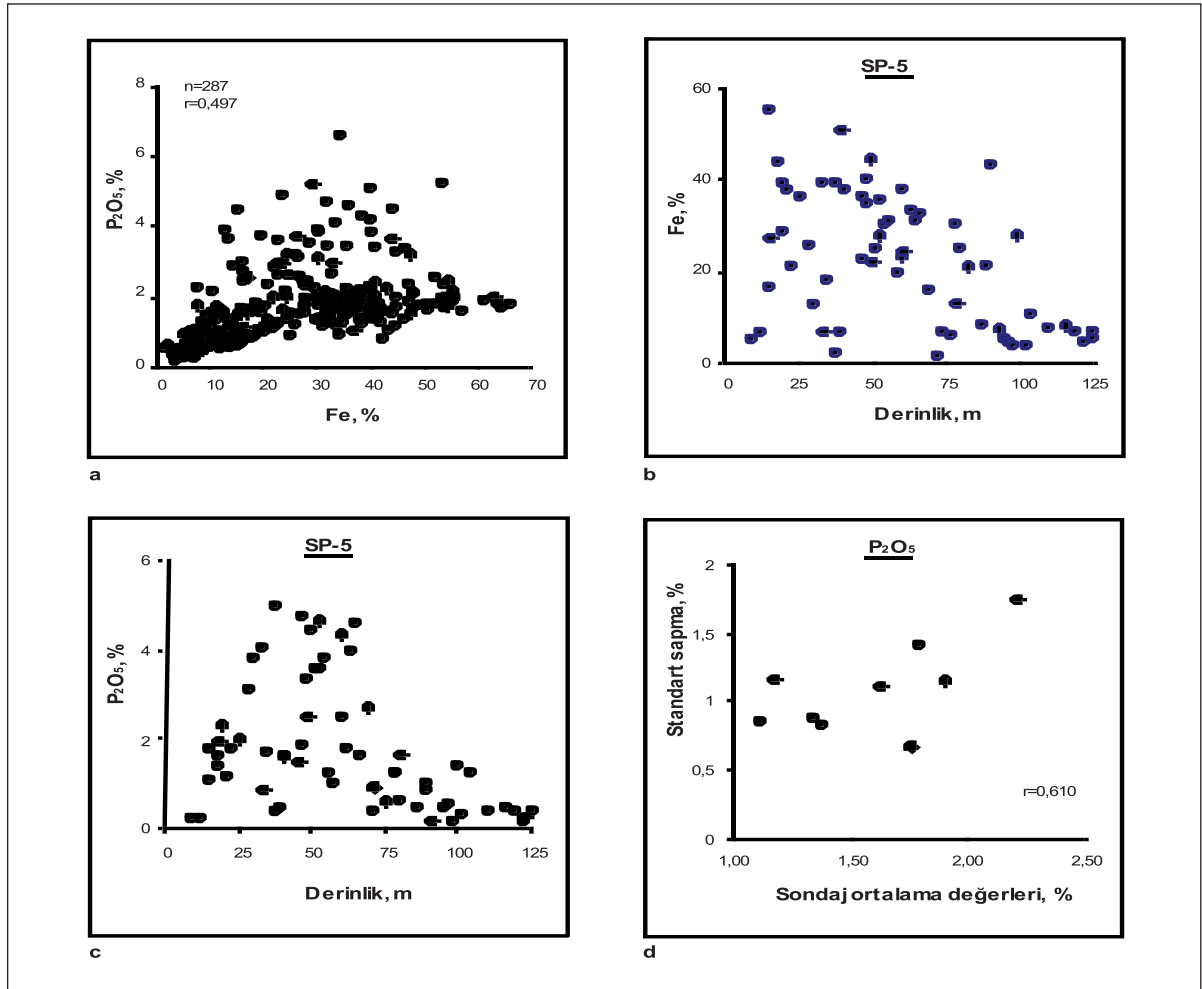 n=287
r=0,497
8
6
4
2
0
P₂O₅, %
0 10 20 30 40 50 60 70
Fe, %
a
SP-5
60
40
20
0
Fe, %
0 25 50 75 100 125
Derinlik, m
b
SP-5
6
4
2
0
P₂O₅, %
0 25 50 75 100 125
Derinlik, m
c
P₂O₅
2
1,5
1
0,5
0
Standart sapma, %
r=0,610
1,00 1,50 2,00 2,50
Sondaj ortalama değerleri, %
d